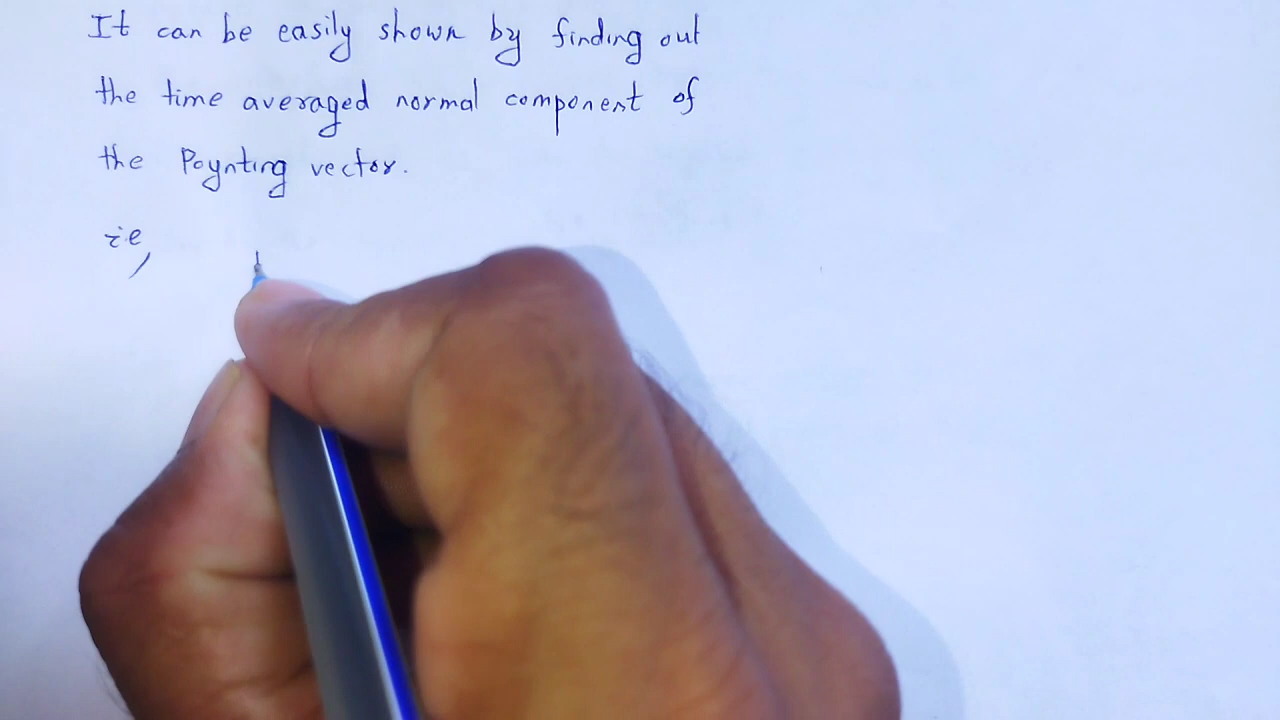 It can be easily shown by finding out
the time averaged normal component of
the Poynting vector.
ie,